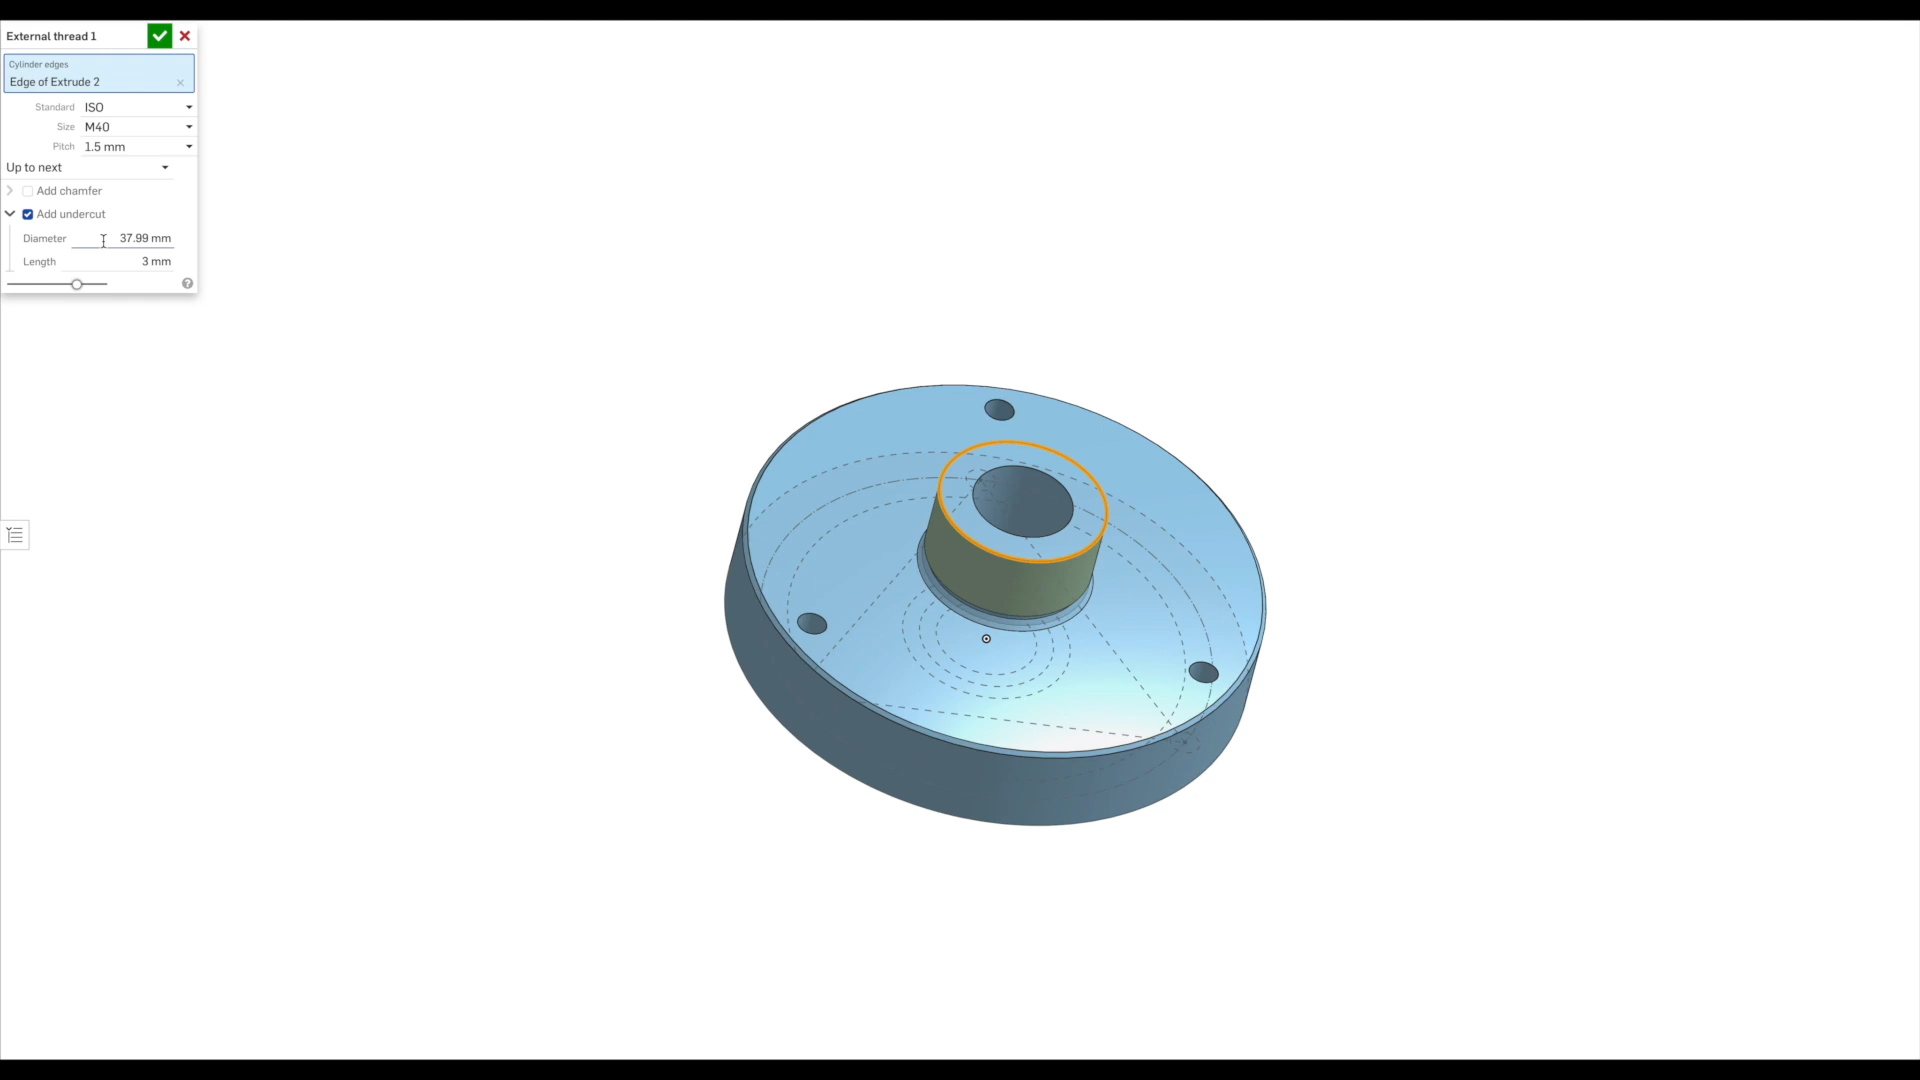 External thread 1
Cylinder edges
Edge of Extrude 2
Standard ISO
Size M40
Pitch 1.5 mm
Up to next
Add chamfer
Add undercut
Diameter 37.99 mm
Length 3 mm